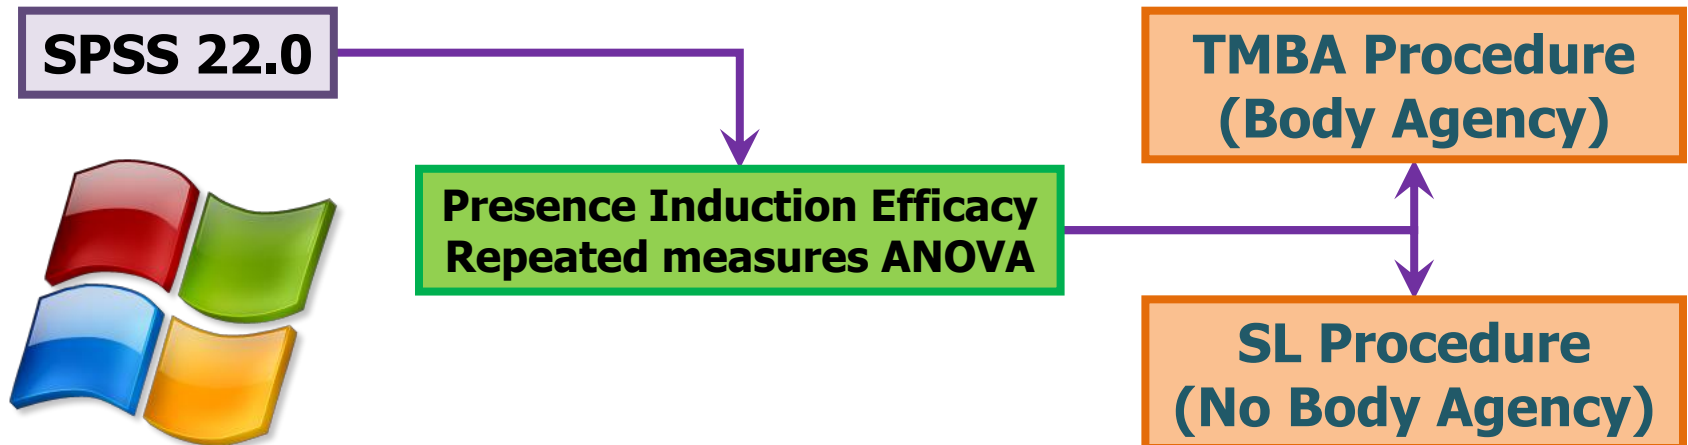 SPSS 22.0
Presence Induction Efficacy
Repeated measures ANOVA
TMBA Procedure
(Body Agency)
SL Procedure
(No Body Agency)